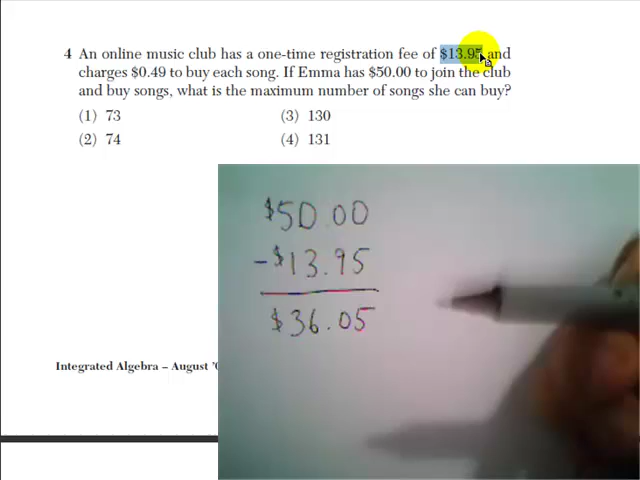 4 An online music club has a one-time registration fee of $13.95 and
charges $0.49 to buy each song. If Emma has $50.00 to join the club
and buy songs, what is the maximum number of songs she can buy?
(1) 73 (3) 130
(2) 74 (4) 131
$50.00
-$13.95
$36.05
Integrated Algebra – August '0